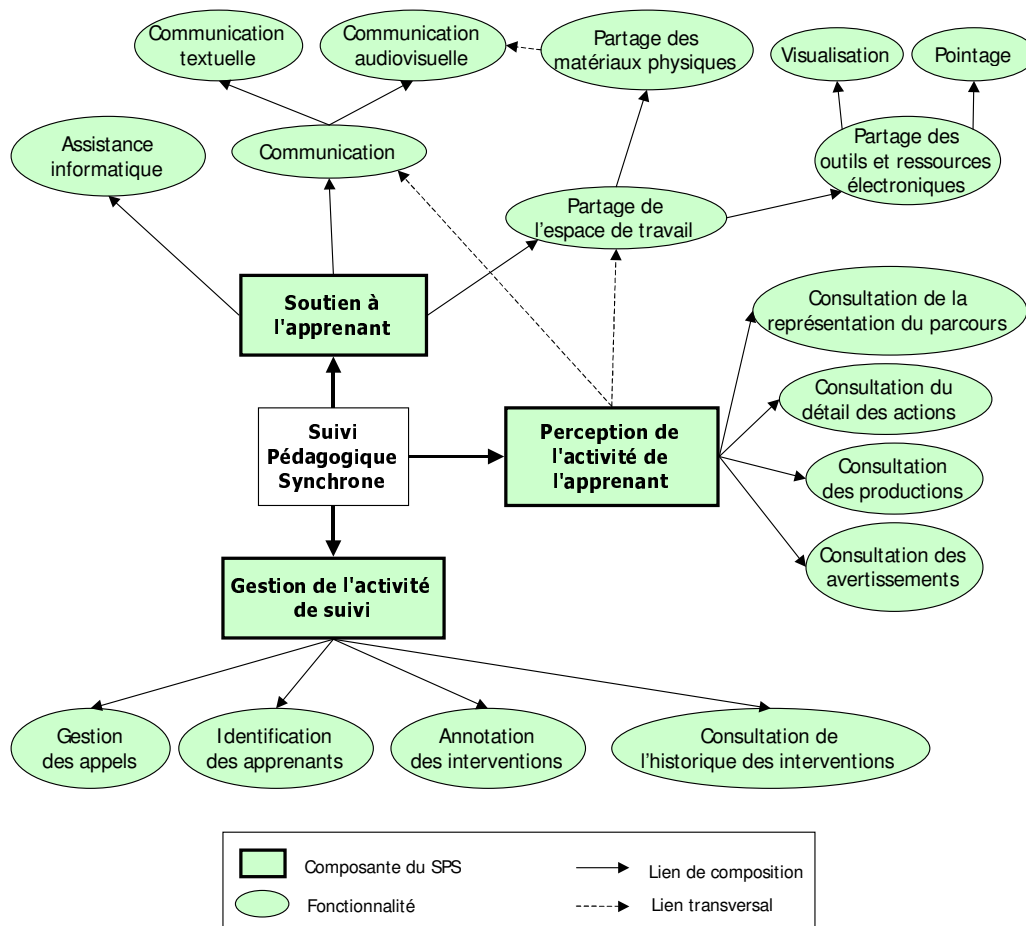 Communication
textuelle
Communication
audiovisuelle
Partage des
matériaux physiques
Visualisation
Pointage
Assistance
informatique
Communication
Partage des
outils et ressources
électroniques
Partage de
l'espace de travail
Soutien à
l'apprenant
Consultation de la
représentation du parcours
Consultation du
détail des actions
Suivi
Pédagogique
Synchrone
Perception de
l'activité de
l'apprenant
Consultation
des productions
Consultation des
avertissements
Gestion de l'activité
de suivi
Gestion
des appels
Identification
des apprenants
Annotation
des interventions
Consultation de
l'historique des interventions
Composante du SPS
Lien de composition
Fonctionnalité
Lien transversal